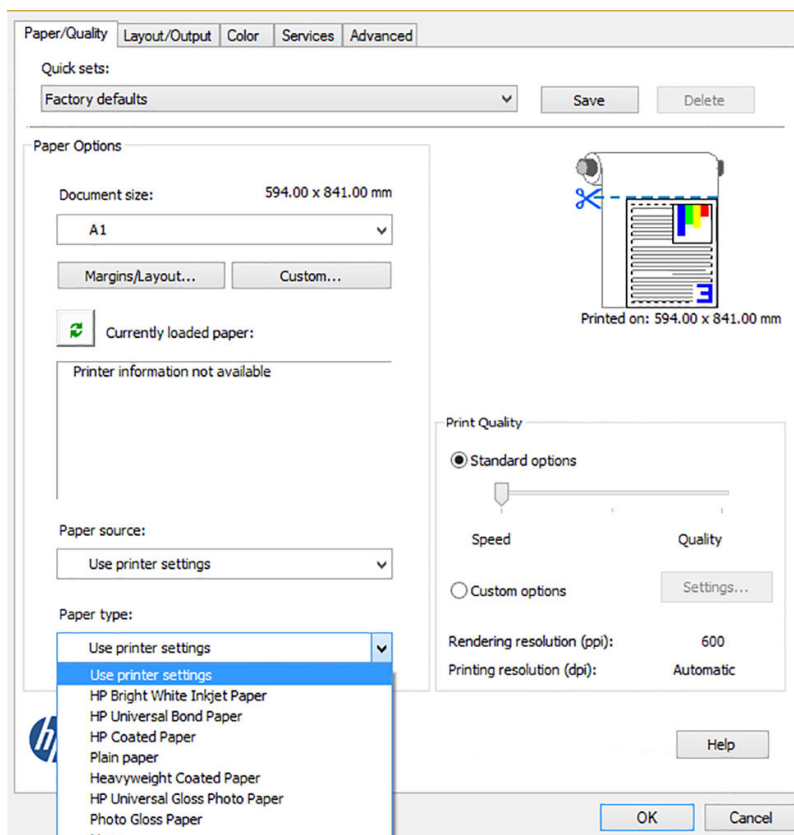 Paper/Quality Layout/Output Color Services Advanced
Quick sets:
Factory defaults Save Delete
Paper Options
Document size: 594.00 x 841.00 mm
A1
Margins/Layout... Custom...
Currently loaded paper:
Printer information not available
3
Printed on: 594.00 x 841.00 mm
Print Quality
Standard options
Speed Quality
Custom options Settings...
Rendering resolution (ppi): 600
Printing resolution (dpi): Automatic
Paper source:
Use printer settings
Paper type:
Use printer settings
Use printer settings
HP Bright White Inkjet Paper
HP Universal Bond Paper
HP Coated Paper
Plain paper
Heavyweight Coated Paper
HP Universal Gloss Photo Paper
Photo Gloss Paper
hp
Help
OK Cancel